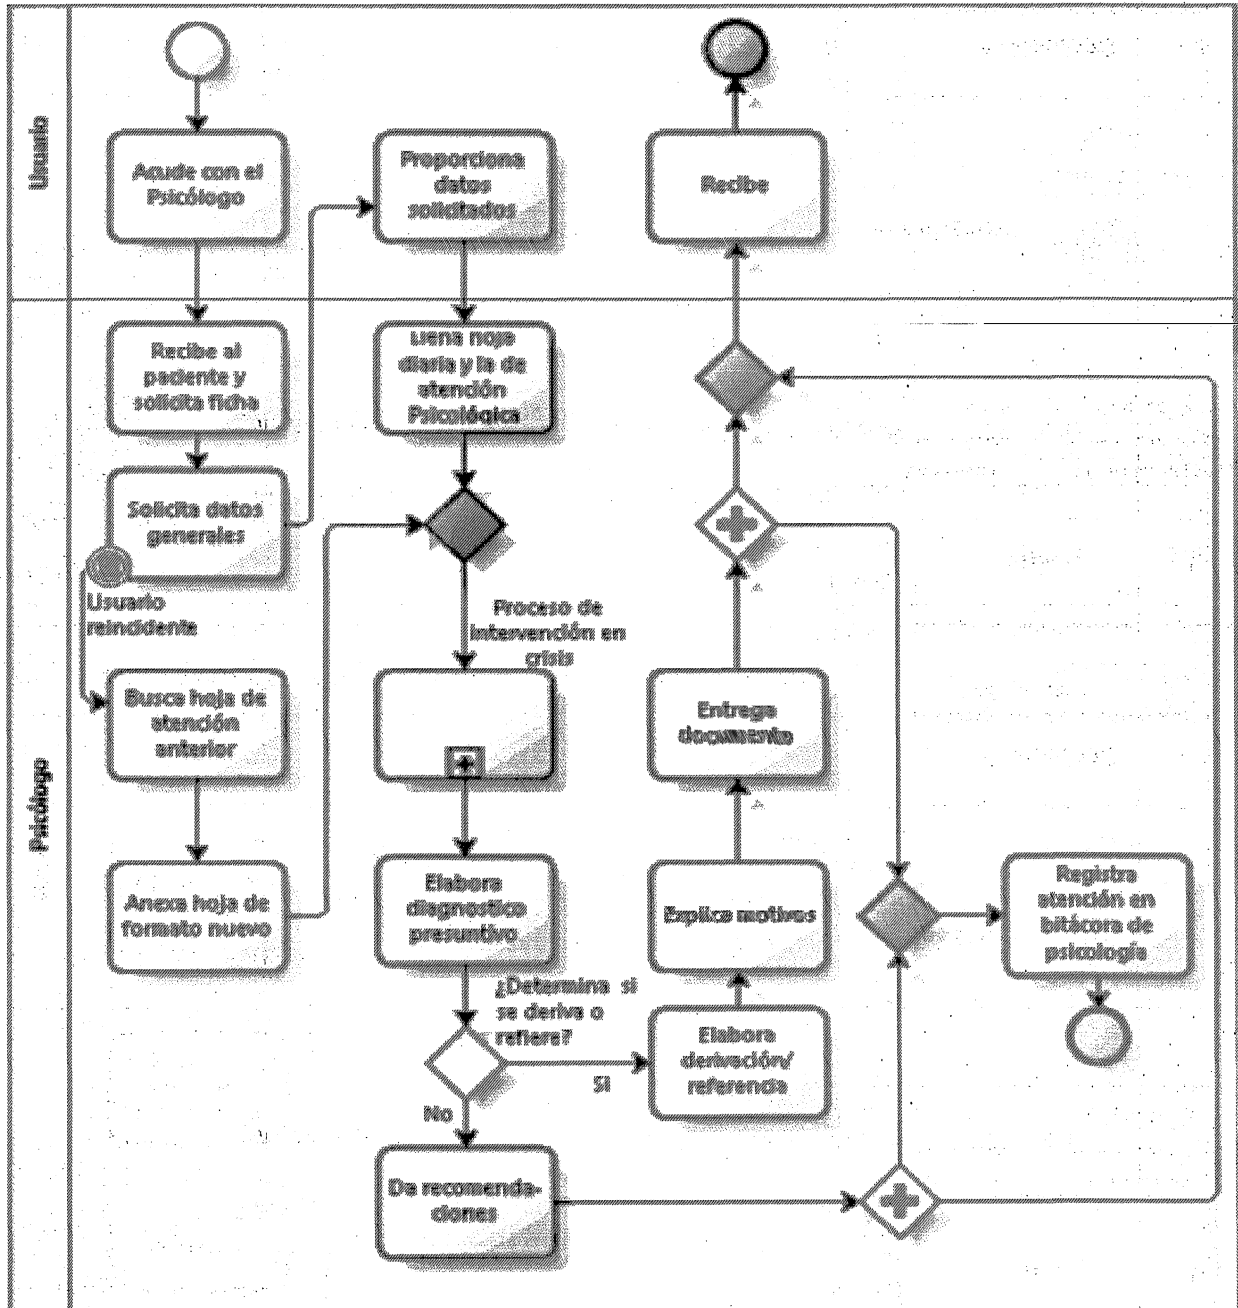 Usuario
Acude con el
Psicólogo
Proporciona
datos
solicitados
Recibe
Psicólogo
Recibe al
paciente y
solicita ficha
Solicita datos
generales
Usuario
reincidente
Busca hoja de
atención
anterior
Anexa hoja de
formato nuevo
Llena hoja
diaria y la de
atención
Psicológica
Proceso de
intervención en
crisis
Elabora
diagnostico
presuntivo
¿Determina si
se deriva o
refiere?
Si
No
Da recomenda-
ciones
Elabora
derivación/
referencia
Explica motivos
Entrega
documento
Registra
atención en
bitácora de
psicología